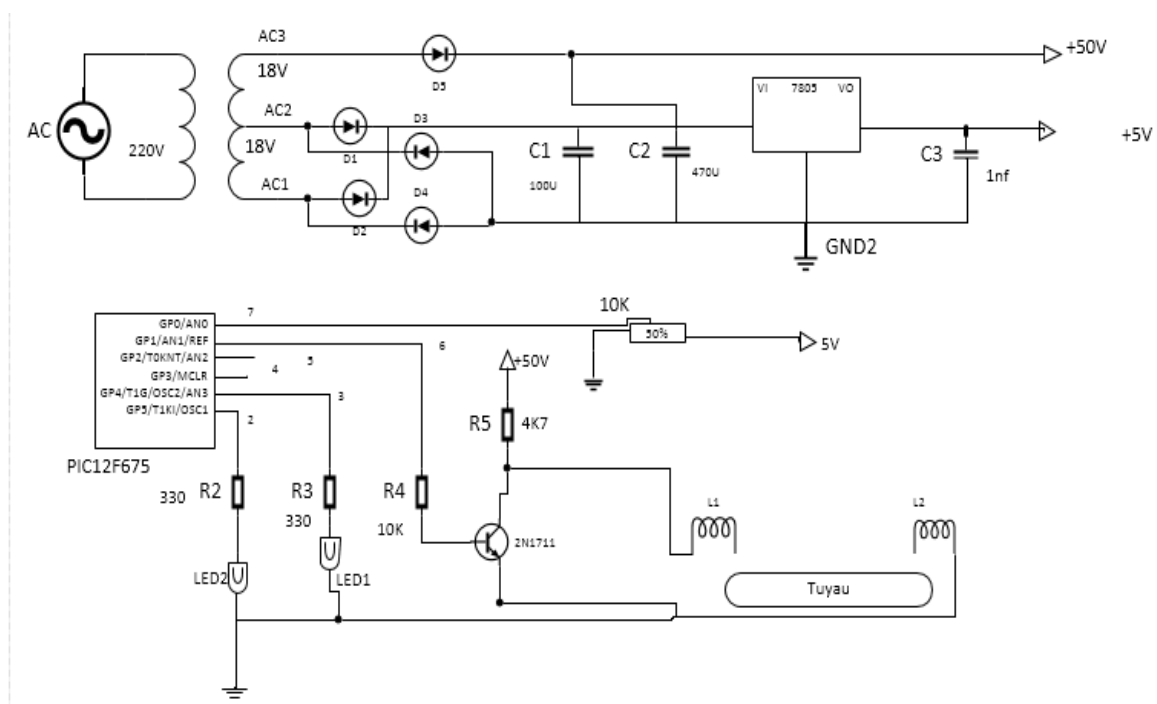 AC3
+50V
18V
D5
VI 7805 VO
AC2
D3
AC
+5V
220V
18V
C1
C2
C3
D1
470U
1nf
AC1
100U
D4
D2
GND2
10K
7
GP0/AN0
50%
GP1/AN1/REF
6
5V
GP2/T0KNT/AN2
5
+50V
GP3/MCLR
4
GP4/T1G/OSC2/AN3
3
GP5/T1KI/OSC1
2
R5 4K7
PIC12F675
330 R2
R3
R4
L1
L2
330
10K
2N1711
LED2
LED1
Tuyau